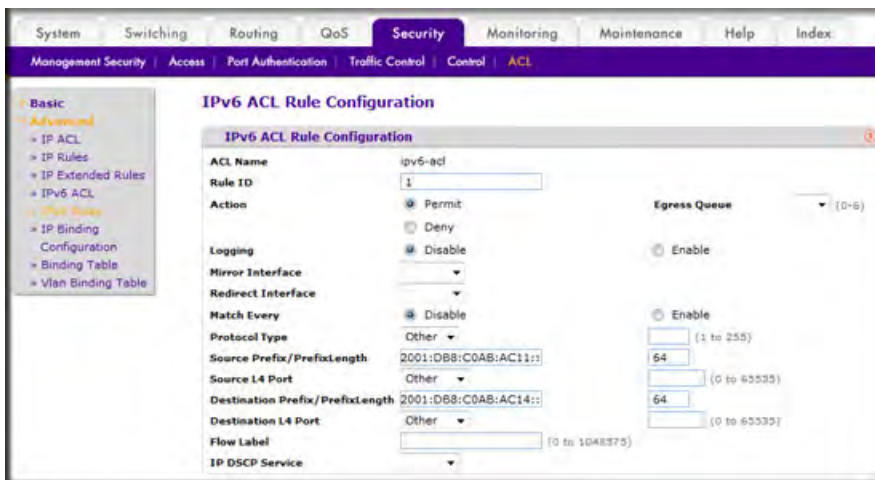 System Switching Routing QoS Security Monitoring Maintenance Help Index
Management Security | Access | Port Authentication | Traffic Control | Control | ACL
Basic
Advanced
» IP ACL
» IP Rules
» IP Extended Rules
» IPv6 ACL
» IPv6 Rules
» IP Binding
Configuration
» Binding Table
» Vlan Binding Table
IPv6 ACL Rule Configuration
IPv6 ACL Rule Configuration
ACL Name ipv6-acl
Rule ID 1
Action Permit Egress Queue (0-6)
Deny
Logging Disable Enable
Mirror Interface
Redirect Interface
Match Every Disable Enable
Protocol Type Other (1 to 255)
Source Prefix/PrefixLength 2001:DB8:C0AB:AC11:: 64
Source L4 Port Other (0 to 65535)
Destination Prefix/PrefixLength 2001:DB8:C0AB:AC14:: 64
Destination L4 Port Other (0 to 65535)
Flow Label (0 to 1048575)
IP DSCP Service